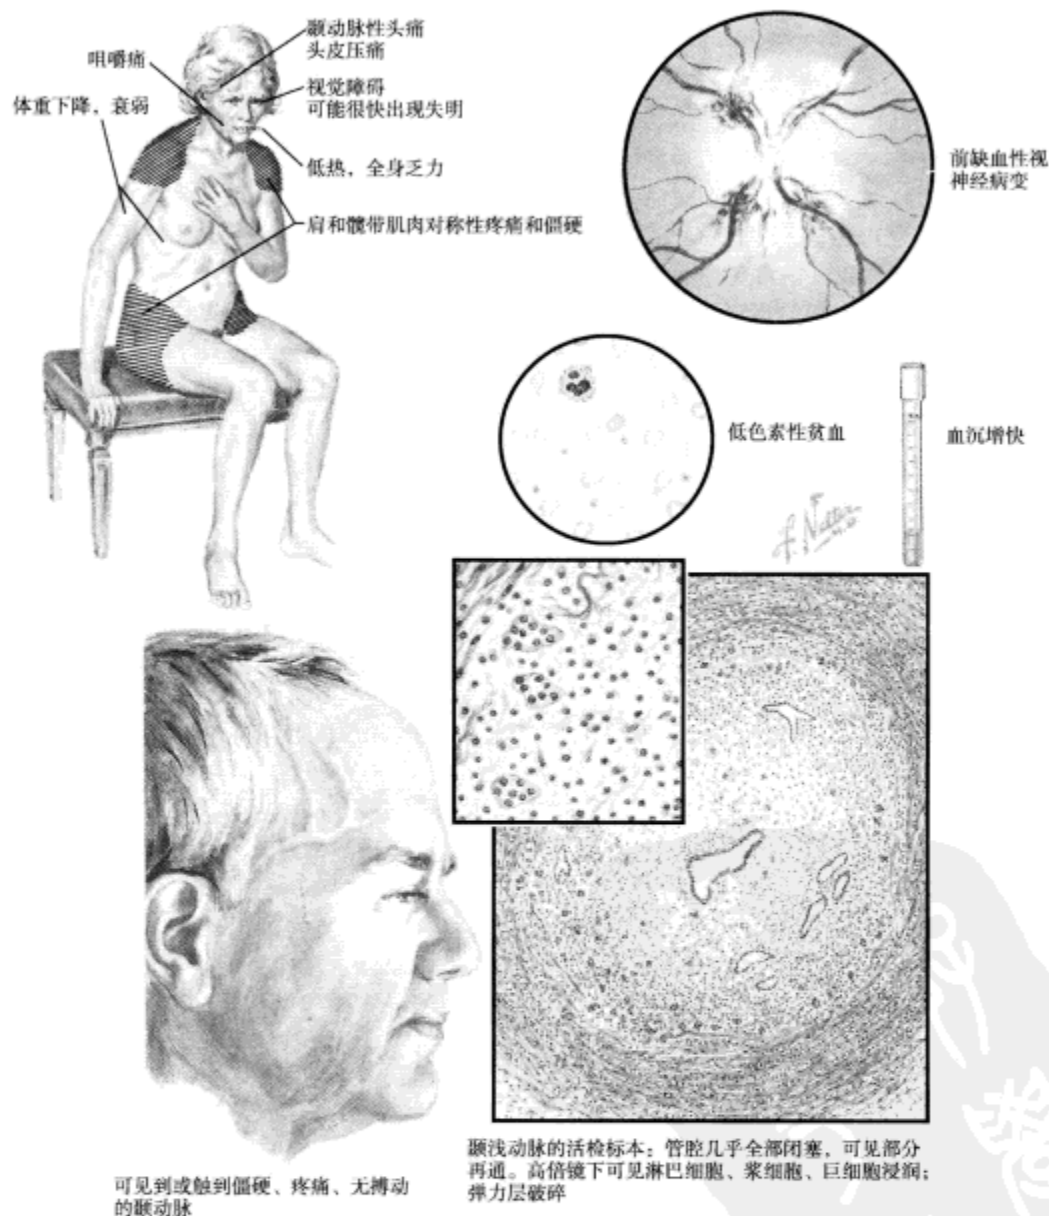 颞动脉性头痛
头皮压痛
咀嚼痛
视觉障碍
可能很快出现失明
体重下降，衰弱
低热，全身乏力
肩和髋带肌肉对称性疼痛和僵硬
前缺血性视
神经病变
低色素性贫血
血沉增快
颞浅动脉的活检标本：管腔几乎全部闭塞，可见部分
再通。高倍镜下可见淋巴细胞、浆细胞、巨细胞浸润；
弹力层破碎
可见到或触到僵硬、疼痛、无搏动
的颞动脉